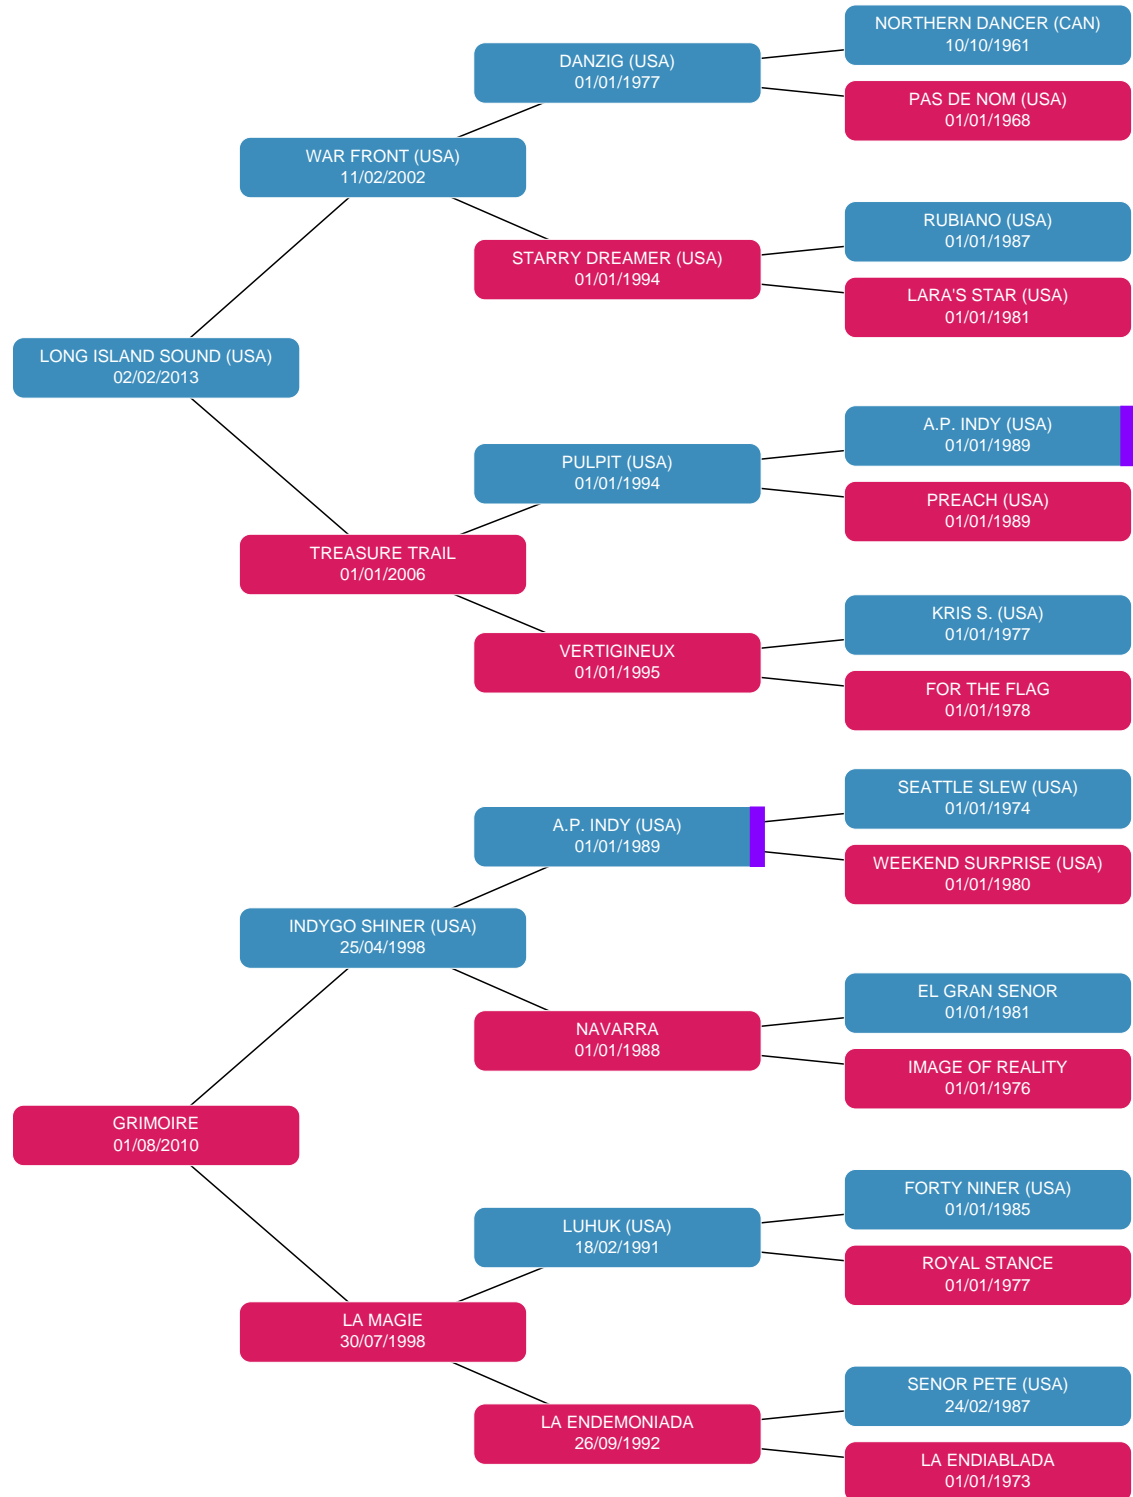 NORTHERN DANCER (CAN)
10/10/1961
DANZIG (USA)
01/01/1977
PAS DE NOM (USA)
01/01/1968
WAR FRONT (USA)
11/02/2002
RUBIANO (USA)
01/01/1987
STARRY DREAMER (USA)
01/01/1994
LARA'S STAR (USA)
01/01/1981
LONG ISLAND SOUND (USA)
02/02/2013
A.P. INDY (USA)
01/01/1989
PULPIT (USA)
01/01/1994
PREACH (USA)
01/01/1989
TREASURE TRAIL
01/01/2006
KRIS S. (USA)
01/01/1977
VERTIGINEUX
01/01/1995
FOR THE FLAG
01/01/1978
SEATTLE SLEW (USA)
01/01/1974
A.P. INDY (USA)
01/01/1989
WEEKEND SURPRISE (USA)
01/01/1980
INDYGO SHINER (USA)
25/04/1998
EL GRAN SENOR
01/01/1981
NAVARRA
01/01/1988
IMAGE OF REALITY
01/01/1976
GRIMOIRE
01/08/2010
FORTY NINER (USA)
01/01/1985
LUHUK (USA)
18/02/1991
ROYAL STANCE
01/01/1977
LA MAGIE
30/07/1998
SENOR PETE (USA)
24/02/1987
LA ENDEMONIADA
26/09/1992
LA ENDIABLADA
01/01/1973